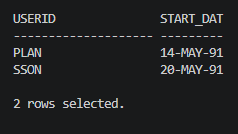 USERID START_DAT
-------------------- ---------
PLAN 14-MAY-91
SSON 20-MAY-91
2 rows selected.